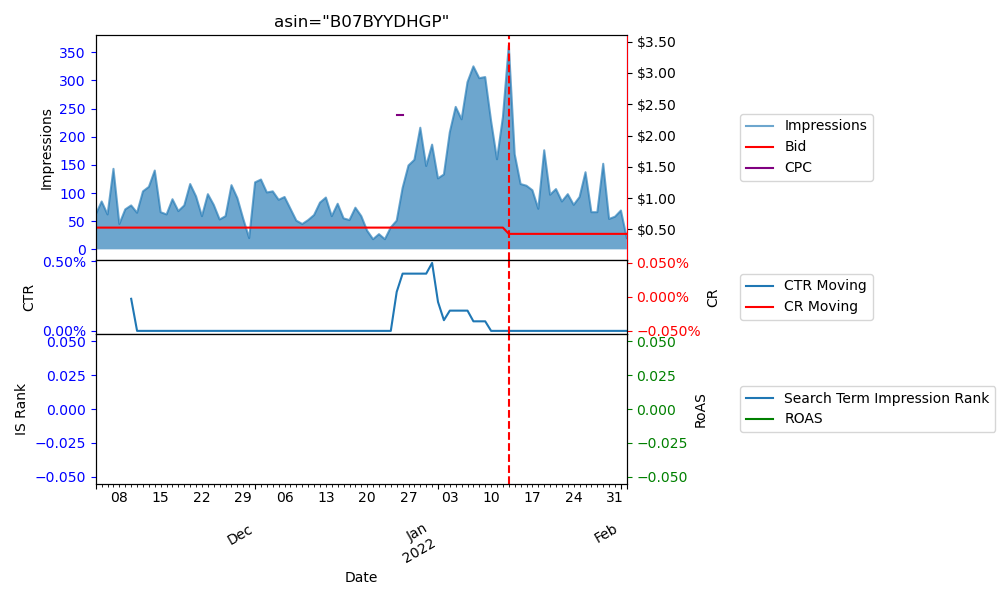 asin="B07BYYDHGP"
Impressions
350
300
250
200
150
100
50
0
$3.50
$3.00
$2.50
$2.00
$1.50
$1.00
$0.50
Impressions
Bid
CPC
CTR
0.50%
0.00%
0.050%
0.000%
−0.050%
CR
CTR Moving
CR Moving
IS Rank
0.050
0.025
0.000
−0.025
−0.050
0.050
0.025
0.000
−0.025
−0.050
RoAS
Search Term Impression Rank
ROAS
08 15 22 29 06 13 20 27 03 10 17 24 31
Dec Jan Feb
2022
Date